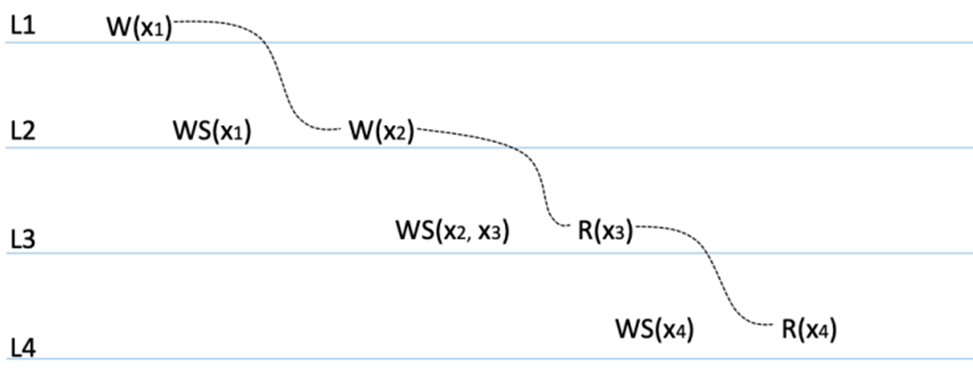 L1 W(x1)
L2 WS(x1) W(x2)
L3 WS(x2, x3) R(x3)
L4 WS(x4) R(x4)